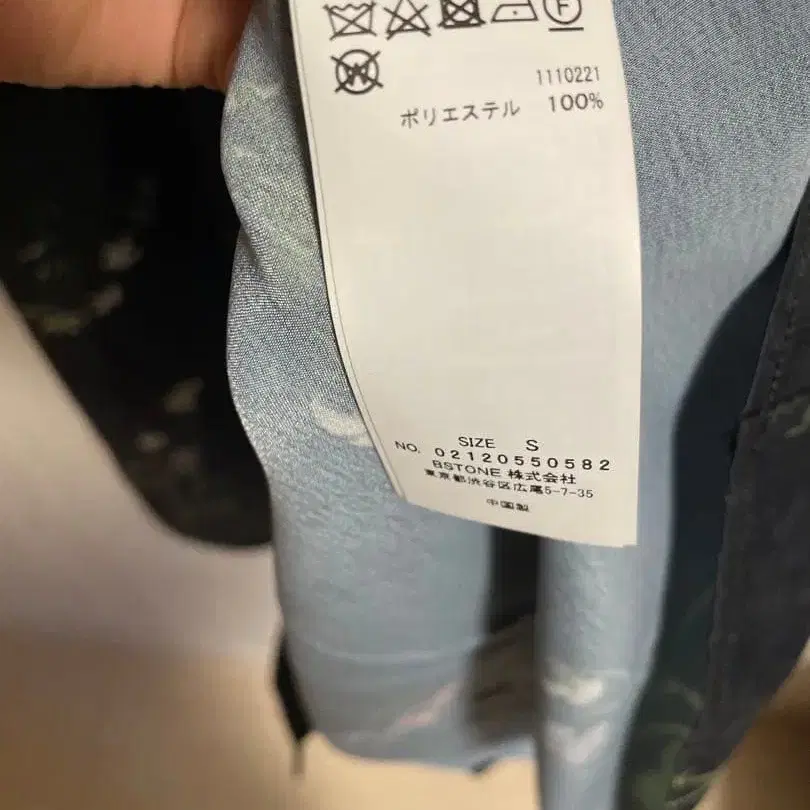 F
W
1110221
ポリエステル 100%
SIZE S
NO. 02120550582
BSTONE 株式会社
東京都渋谷区広尾5-7-35
中国製